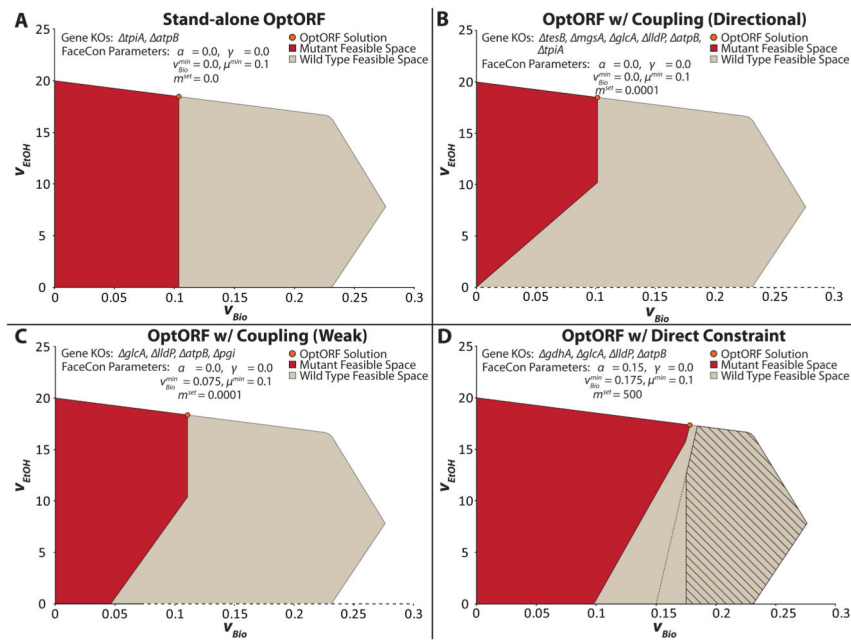 A Stand-alone OptORF
Gene KOs: ΔtpiA, ΔatpB
FaceCon Parameters: α = 0.0, γ = 0.0
v_Bio^min = 0.0, μ^min = 0.1
m^set = 0.0
OptORF Solution
Mutant Feasible Space
Wild Type Feasible Space
25
20
15
10
5
0
v_EtOH
0 0.05 0.1 0.15 0.2 0.25 0.3
v_Bio
B OptORF w/ Coupling (Directional)
Gene KOs: ΔtesB, ΔmgsA, ΔglcA, ΔlldP, ΔatpB,
ΔtpiA
FaceCon Parameters: α = 0.0, γ = 0.0
v_Bio^min = 0.0, μ^min = 0.1
m^set = 0.0001
OptORF Solution
Mutant Feasible Space
Wild Type Feasible Space
25
20
15
10
5
0
v_EtOH
0 0.05 0.1 0.15 0.2 0.25 0.3
v_Bio
C OptORF w/ Coupling (Weak)
Gene KOs: ΔglcA, ΔlldP, ΔatpB, Δpgi
FaceCon Parameters: α = 0.0, γ = 0.0
v_Bio^min = 0.075, μ^min = 0.1
m^set = 0.0001
OptORF Solution
Mutant Feasible Space
Wild Type Feasible Space
25
20
15
10
5
0
v_EtOH
0 0.05 0.1 0.15 0.2 0.25 0.3
v_Bio
D OptORF w/ Direct Constraint
Gene KOs: ΔgdhA, ΔglcA, ΔlldP, ΔatpB
FaceCon Parameters: α = 0.15, γ = 0.0
v_Bio^min = 0.175, μ^min = 0.1
m^set = 500
OptORF Solution
Mutant Feasible Space
Wild Type Feasible Space
25
20
15
10
5
0
v_EtOH
0 0.05 0.1 0.15 0.2 0.25 0.3
v_Bio